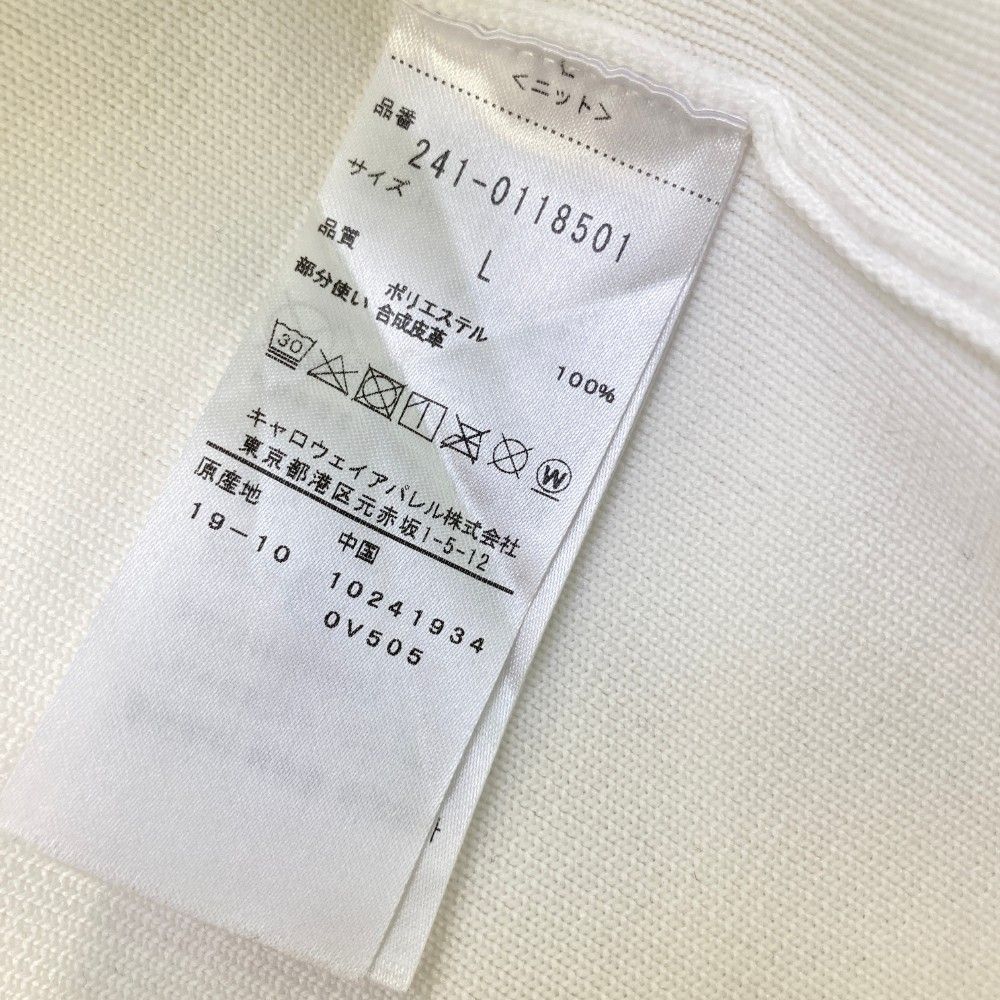 <ニット>
品番 241-0118501
サイズ L
品質 ポリエステル 100%
部分使い 合成皮革
30 W
キャロウェイアパレル株式会社
東京都港区元赤坂1-5-12
原産地 中国
19-10 10241934
0V505